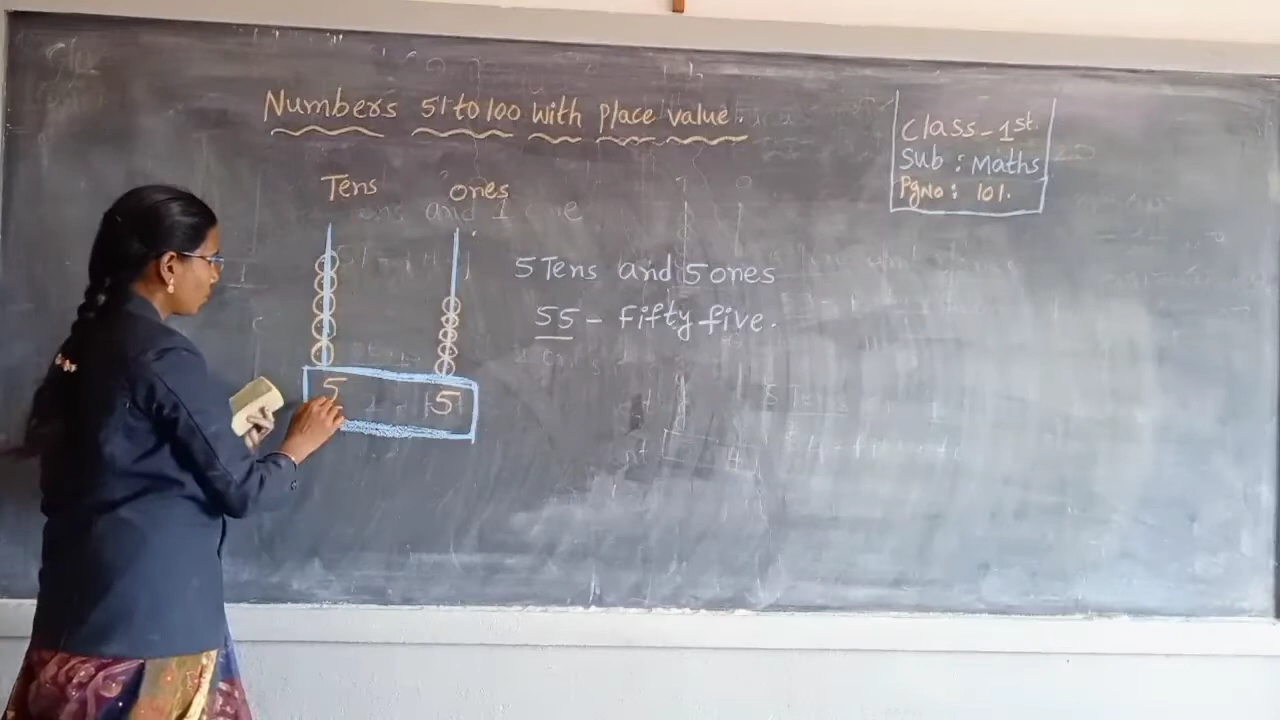 Numbers 51 to 100 with place value.
Class - 1st.
Sub : Maths
Pg No : 101.
Tens ones
5 Tens and 5 ones
55 - Fifty five.
5 5